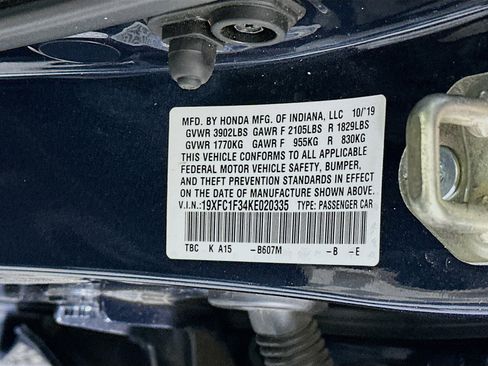 MFD. BY HONDA MFG. OF INDIANA, LLC 10/'19
GVWR 3902LBS GAWR F 2105LBS R 1829LBS
GVWR 1770KG GAWR F 955KG R 830KG
THIS VEHICLE CONFORMS TO ALL APPLICABLE
FEDERAL MOTOR VEHICLE SAFETY, BUMPER,
AND THEFT PREVENTION STANDARDS IN EFFECT
ON THE DATE OF MANUFACTURE SHOWN ABOVE.
V.I.N.:19XFC1F34KE020335 TYPE: PASSENGER CAR
TBC K A15 -B607M -B -E